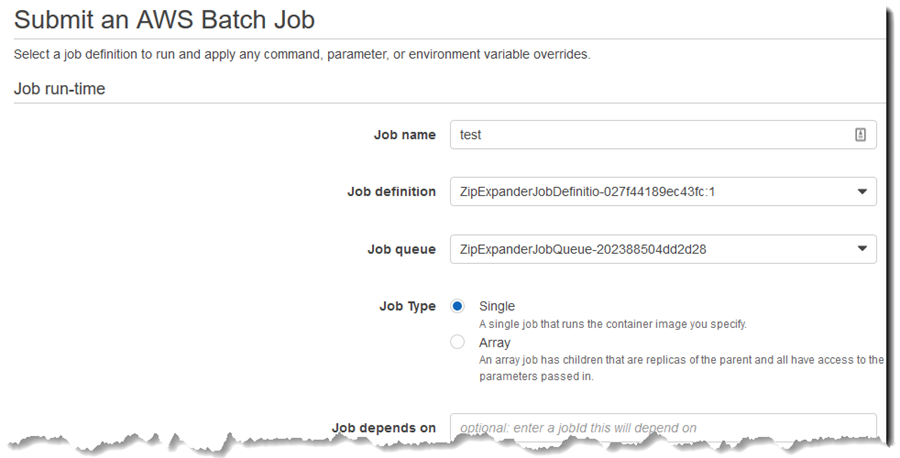 Submit an AWS Batch Job
Select a job definition to run and apply any command, parameter, or environment variable overrides.
Job run-time
Job name test
Job definition ZipExpanderJobDefinitio-027f44189ec43fc:1
Job queue ZipExpanderJobQueue-202388504dd2d28
Job Type Single
A single job that runs the container image you specify.
Array
An array job has children that are replicas of the parent and all have access to the
parameters passed in.
Job depends on optional: enter a jobId this will depend on